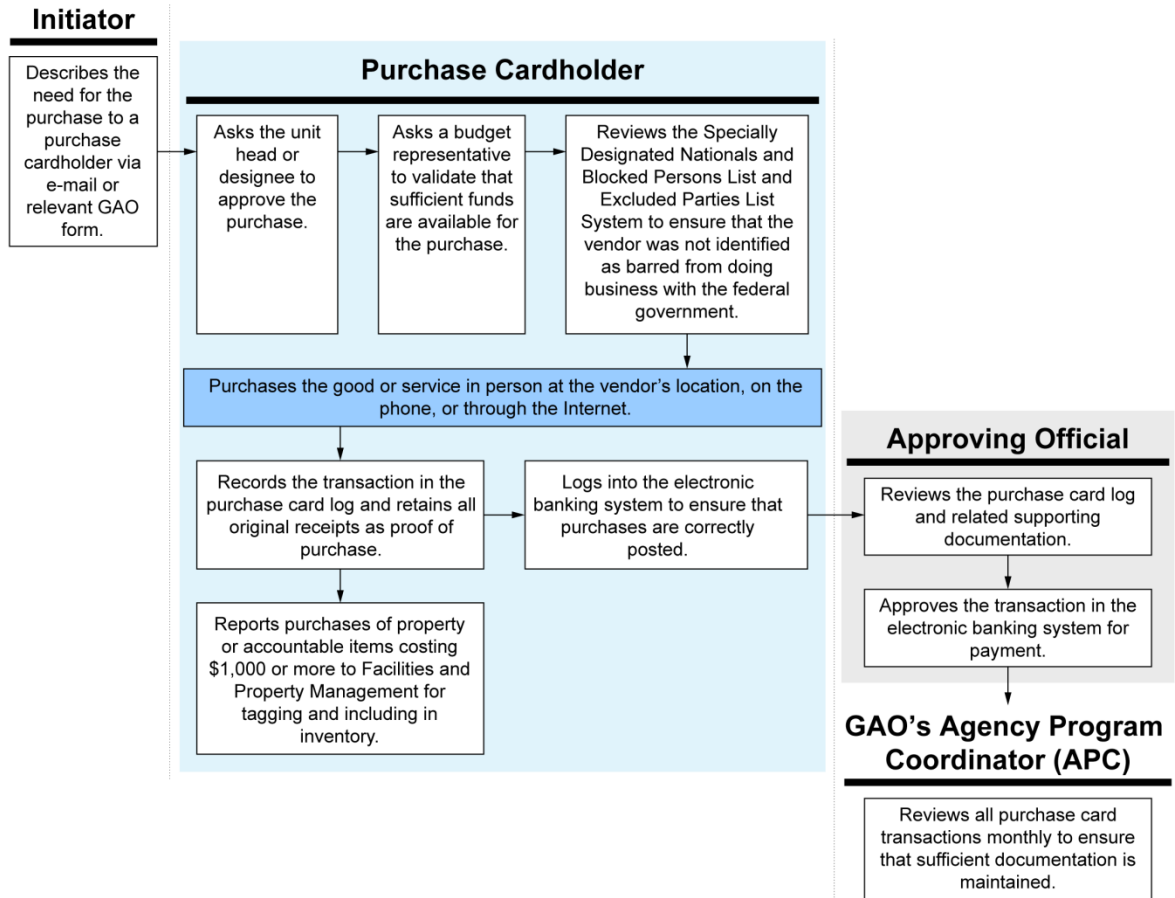 Initiator
Describes the
need for the
purchase to a
purchase
cardholder via
e-mail or
relevant GAO
form.
Purchase Cardholder
Asks the unit
head or
designee to
approve the
purchase.
Asks a budget
representative
to validate that
sufficient funds
are available for
the purchase.
Reviews the Specially
Designated Nationals and
Blocked Persons List and
Excluded Parties List
System to ensure that the
vendor was not identified
as barred from doing
business with the federal
government.
Purchases the good or service in person at the vendor’s location, on the
phone, or through the Internet.
Records the transaction in the
purchase card log and retains all
original receipts as proof of
purchase.
Logs into the electronic
banking system to ensure that
purchases are correctly
posted.
Reports purchases of property
or accountable items costing
$1,000 or more to Facilities and
Property Management for
tagging and including in
inventory.
Approving Official
Reviews the purchase card log
and related supporting
documentation.
Approves the transaction in the
electronic banking system for
payment.
GAO’s Agency Program
Coordinator (APC)
Reviews all purchase card
transactions monthly to ensure
that sufficient documentation is
maintained.